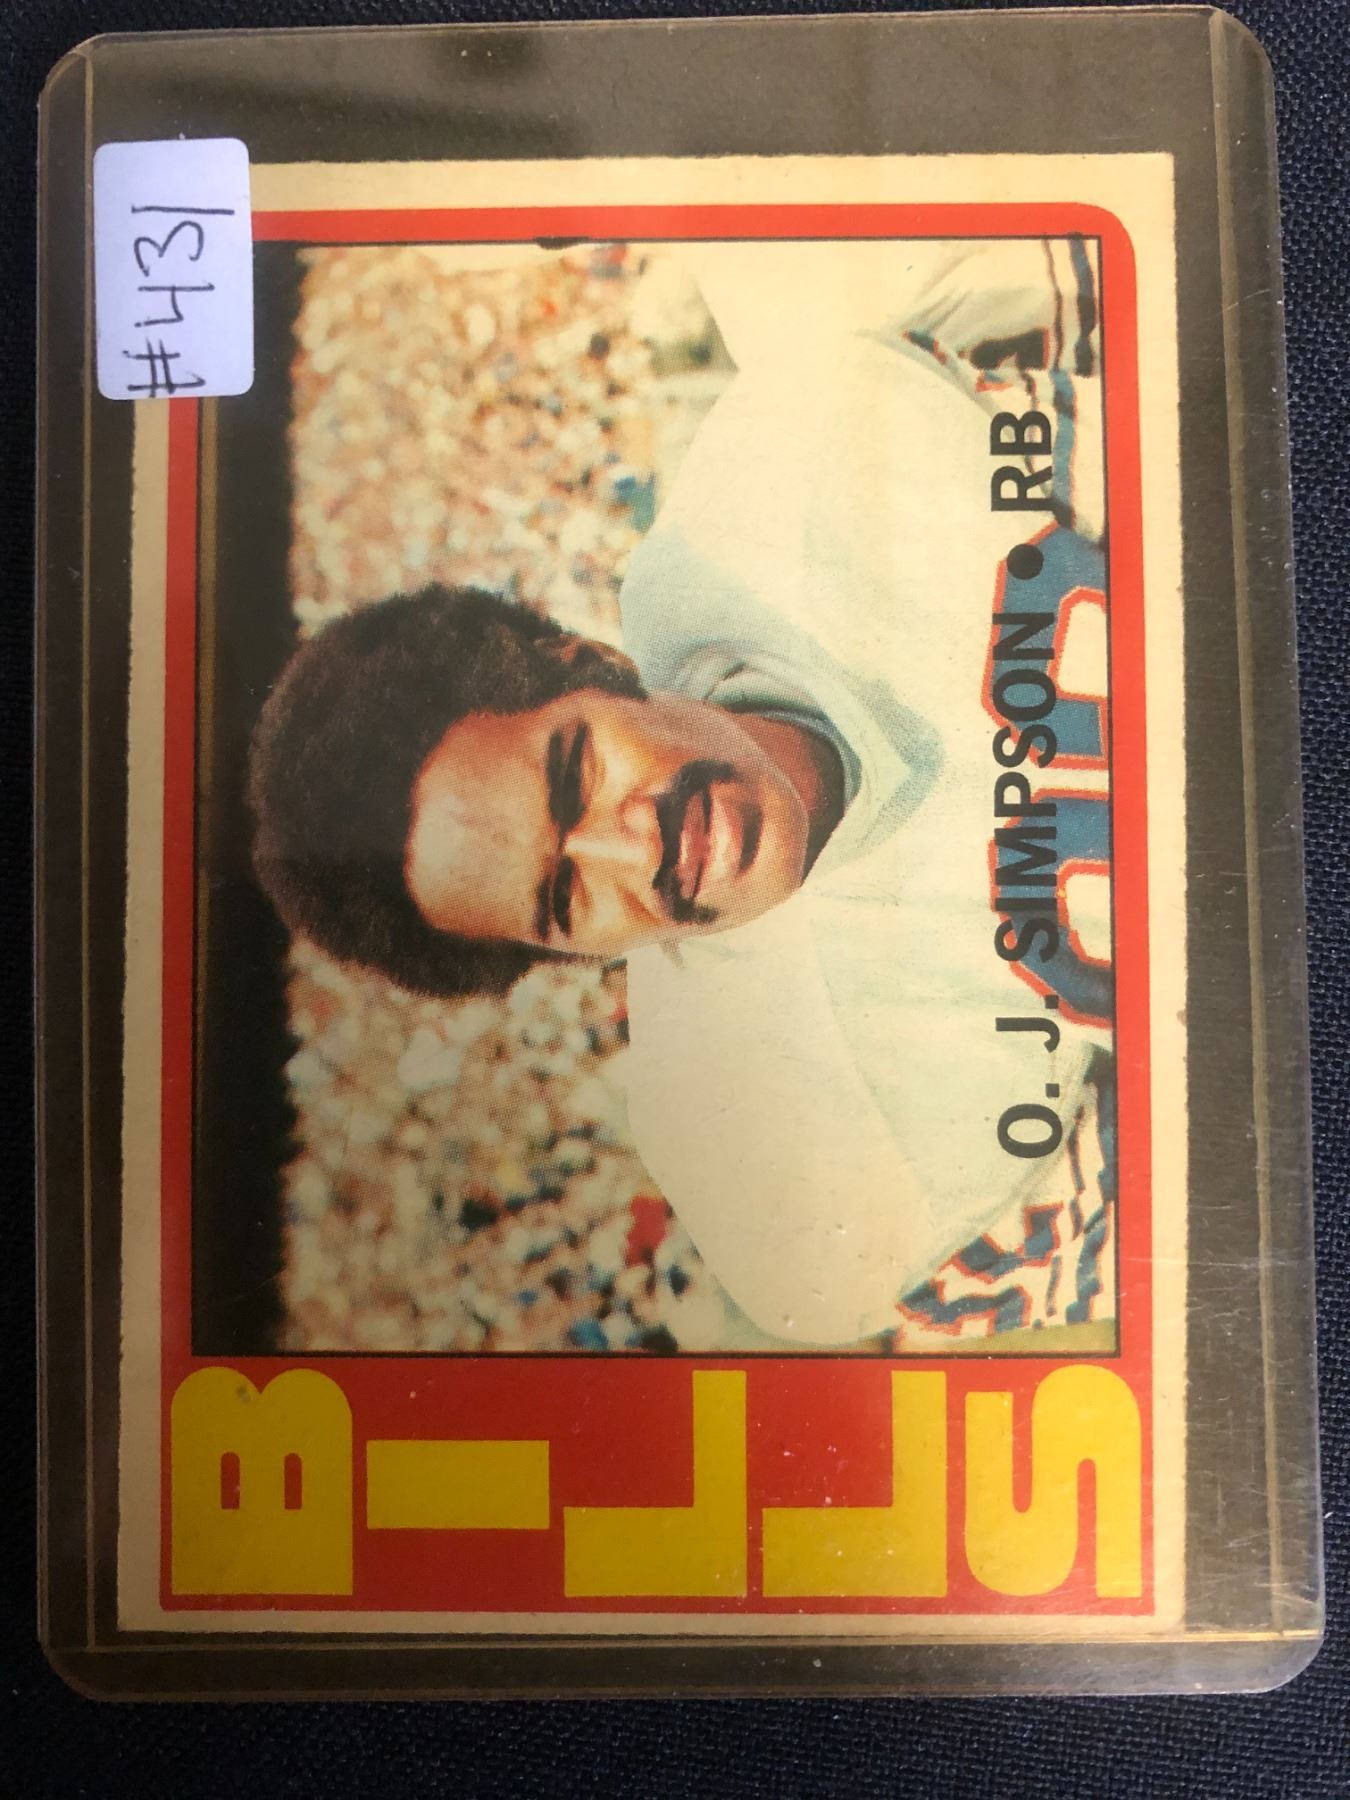 #431
BILLS
O. J. SIMPSON • RB